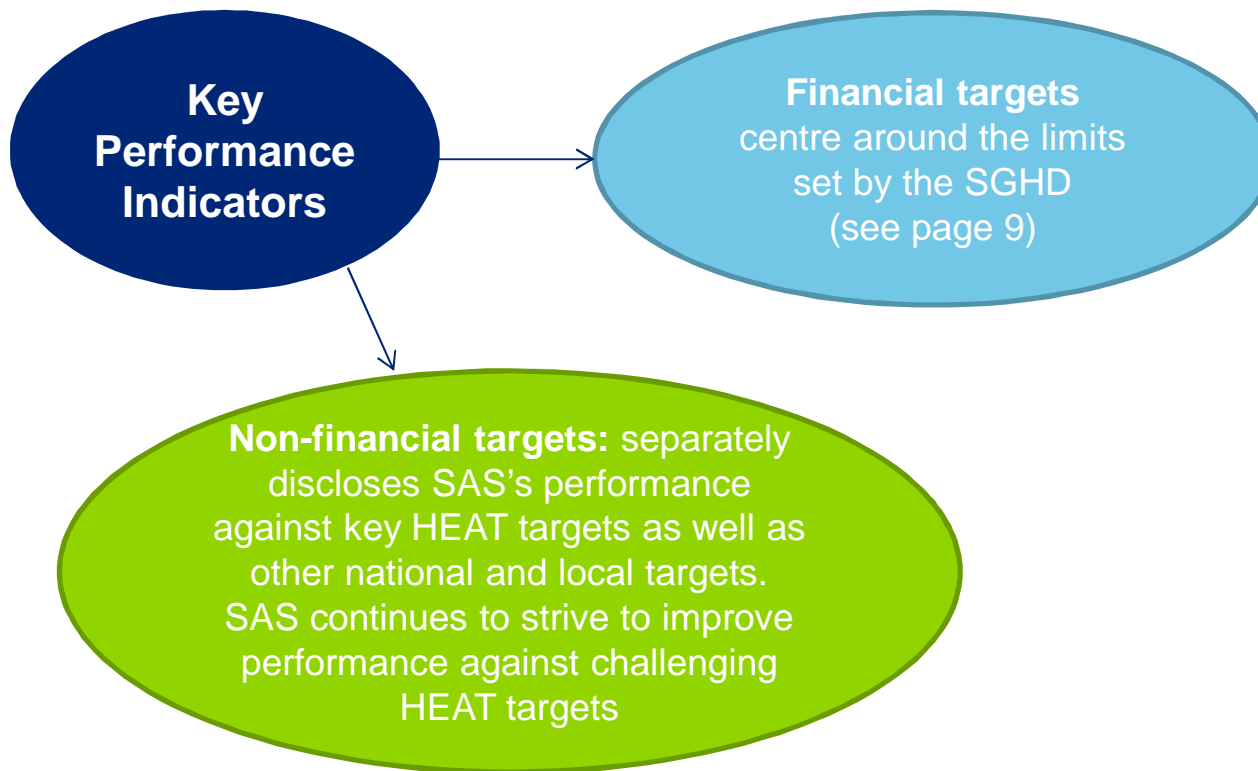 Key
Performance
Indicators
Financial targets
centre around the limits
set by the SGHD
(see page 9)
Non-financial targets: separately
discloses SAS’s performance
against key HEAT targets as well as
other national and local targets.
SAS continues to strive to improve
performance against challenging
HEAT targets